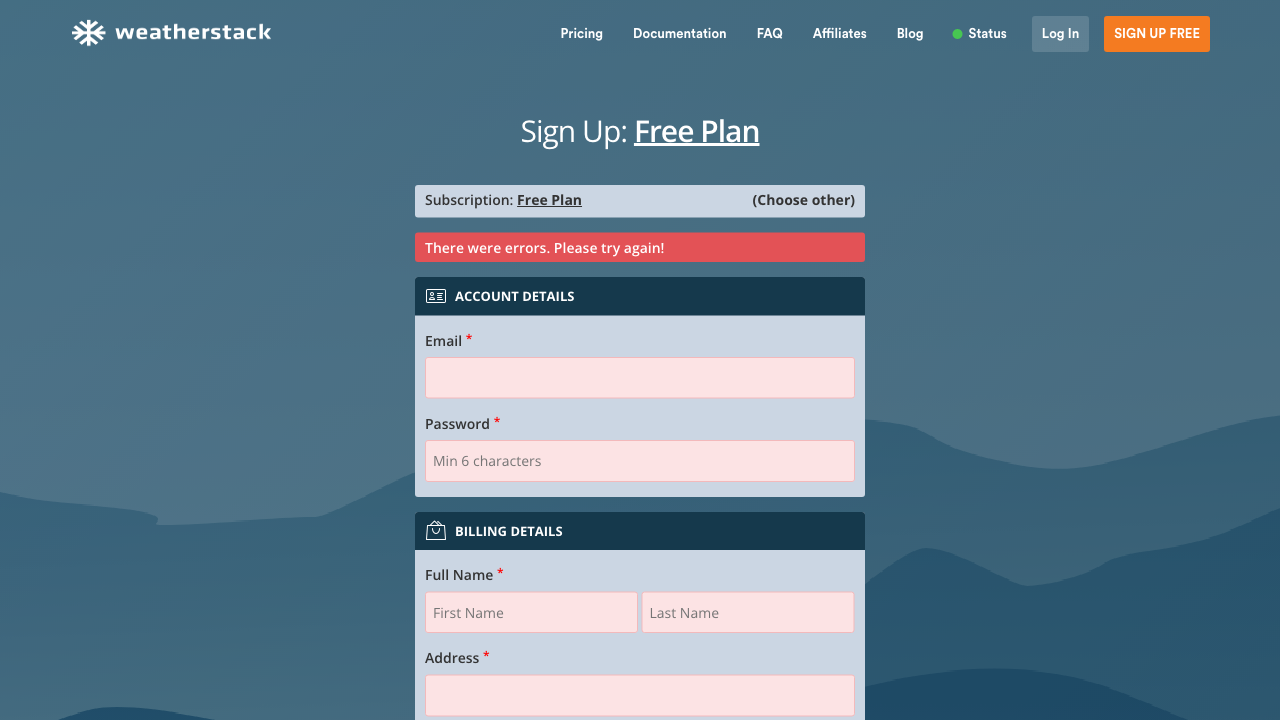 weatherstack
Pricing Documentation FAQ Affiliates Blog Status Log In SIGN UP FREE
Sign Up: Free Plan
Subscription: Free Plan (Choose other)
There were errors. Please try again!
ACCOUNT DETAILS
Email *
Password *
Min 6 characters
BILLING DETAILS
Full Name *
First Name Last Name
Address *